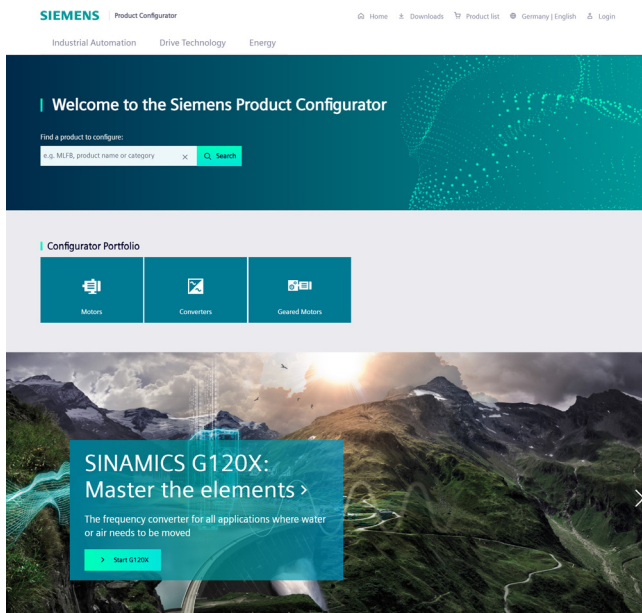 SIEMENS Product Configurator
Home Downloads Product list Germany | English Login
Industrial Automation Drive Technology Energy
Welcome to the Siemens Product Configurator
Find a product to configure:
e.g. MLFB, product name or category Search
Configurator Portfolio
Motors Converters Geared Motors
SINAMICS G120X:
Master the elements
The frequency converter for all applications where water
or air needs to be moved
Start G120X